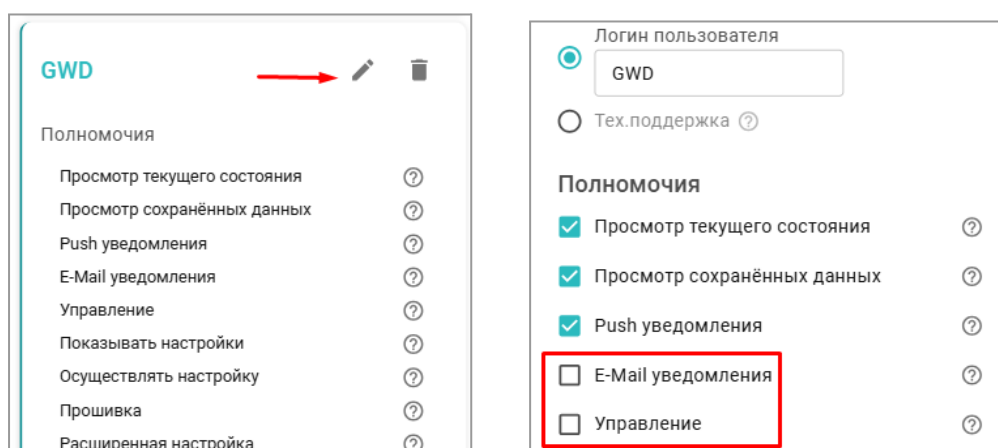 GWD
Полномочия
Просмотр текущего состояния
Просмотр сохранённых данных
Push уведомления
E-Mail уведомления
Управление
Показывать настройки
Осуществлять настройку
Прошивка
Расширенная настройка
Логин пользователя
GWD
Тех.поддержка
Полномочия
Просмотр текущего состояния
Просмотр сохранённых данных
Push уведомления
E-Mail уведомления
Управление